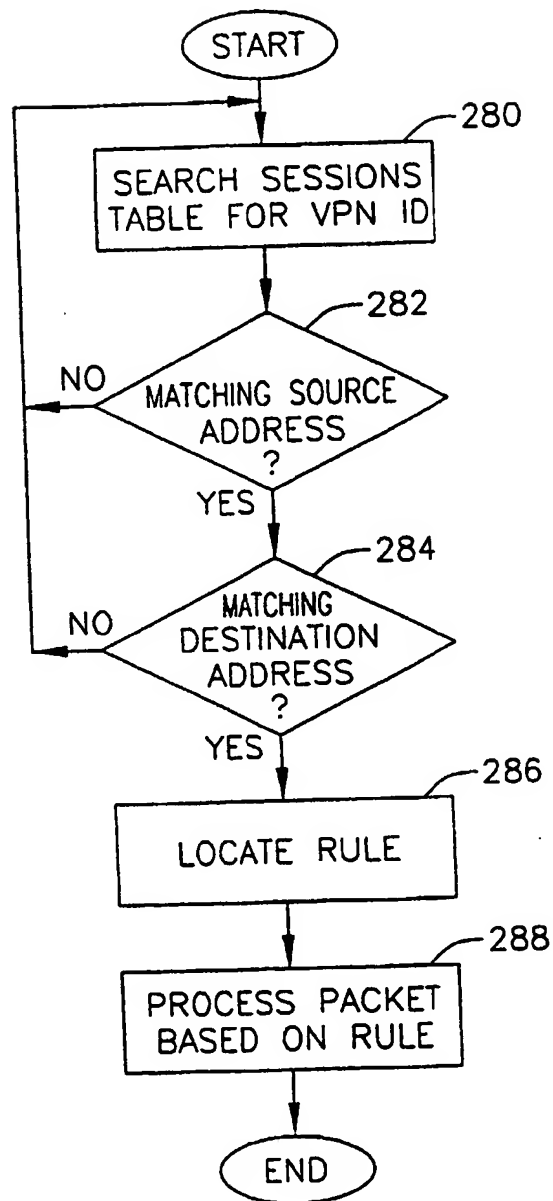 START
280
SEARCH SESSIONS
TABLE FOR VPN ID
282
NO
MATCHING SOURCE
ADDRESS
?
YES
284
NO
MATCHING
DESTINATION
ADDRESS
?
YES
286
LOCATE RULE
288
PROCESS PACKET
BASED ON RULE
END